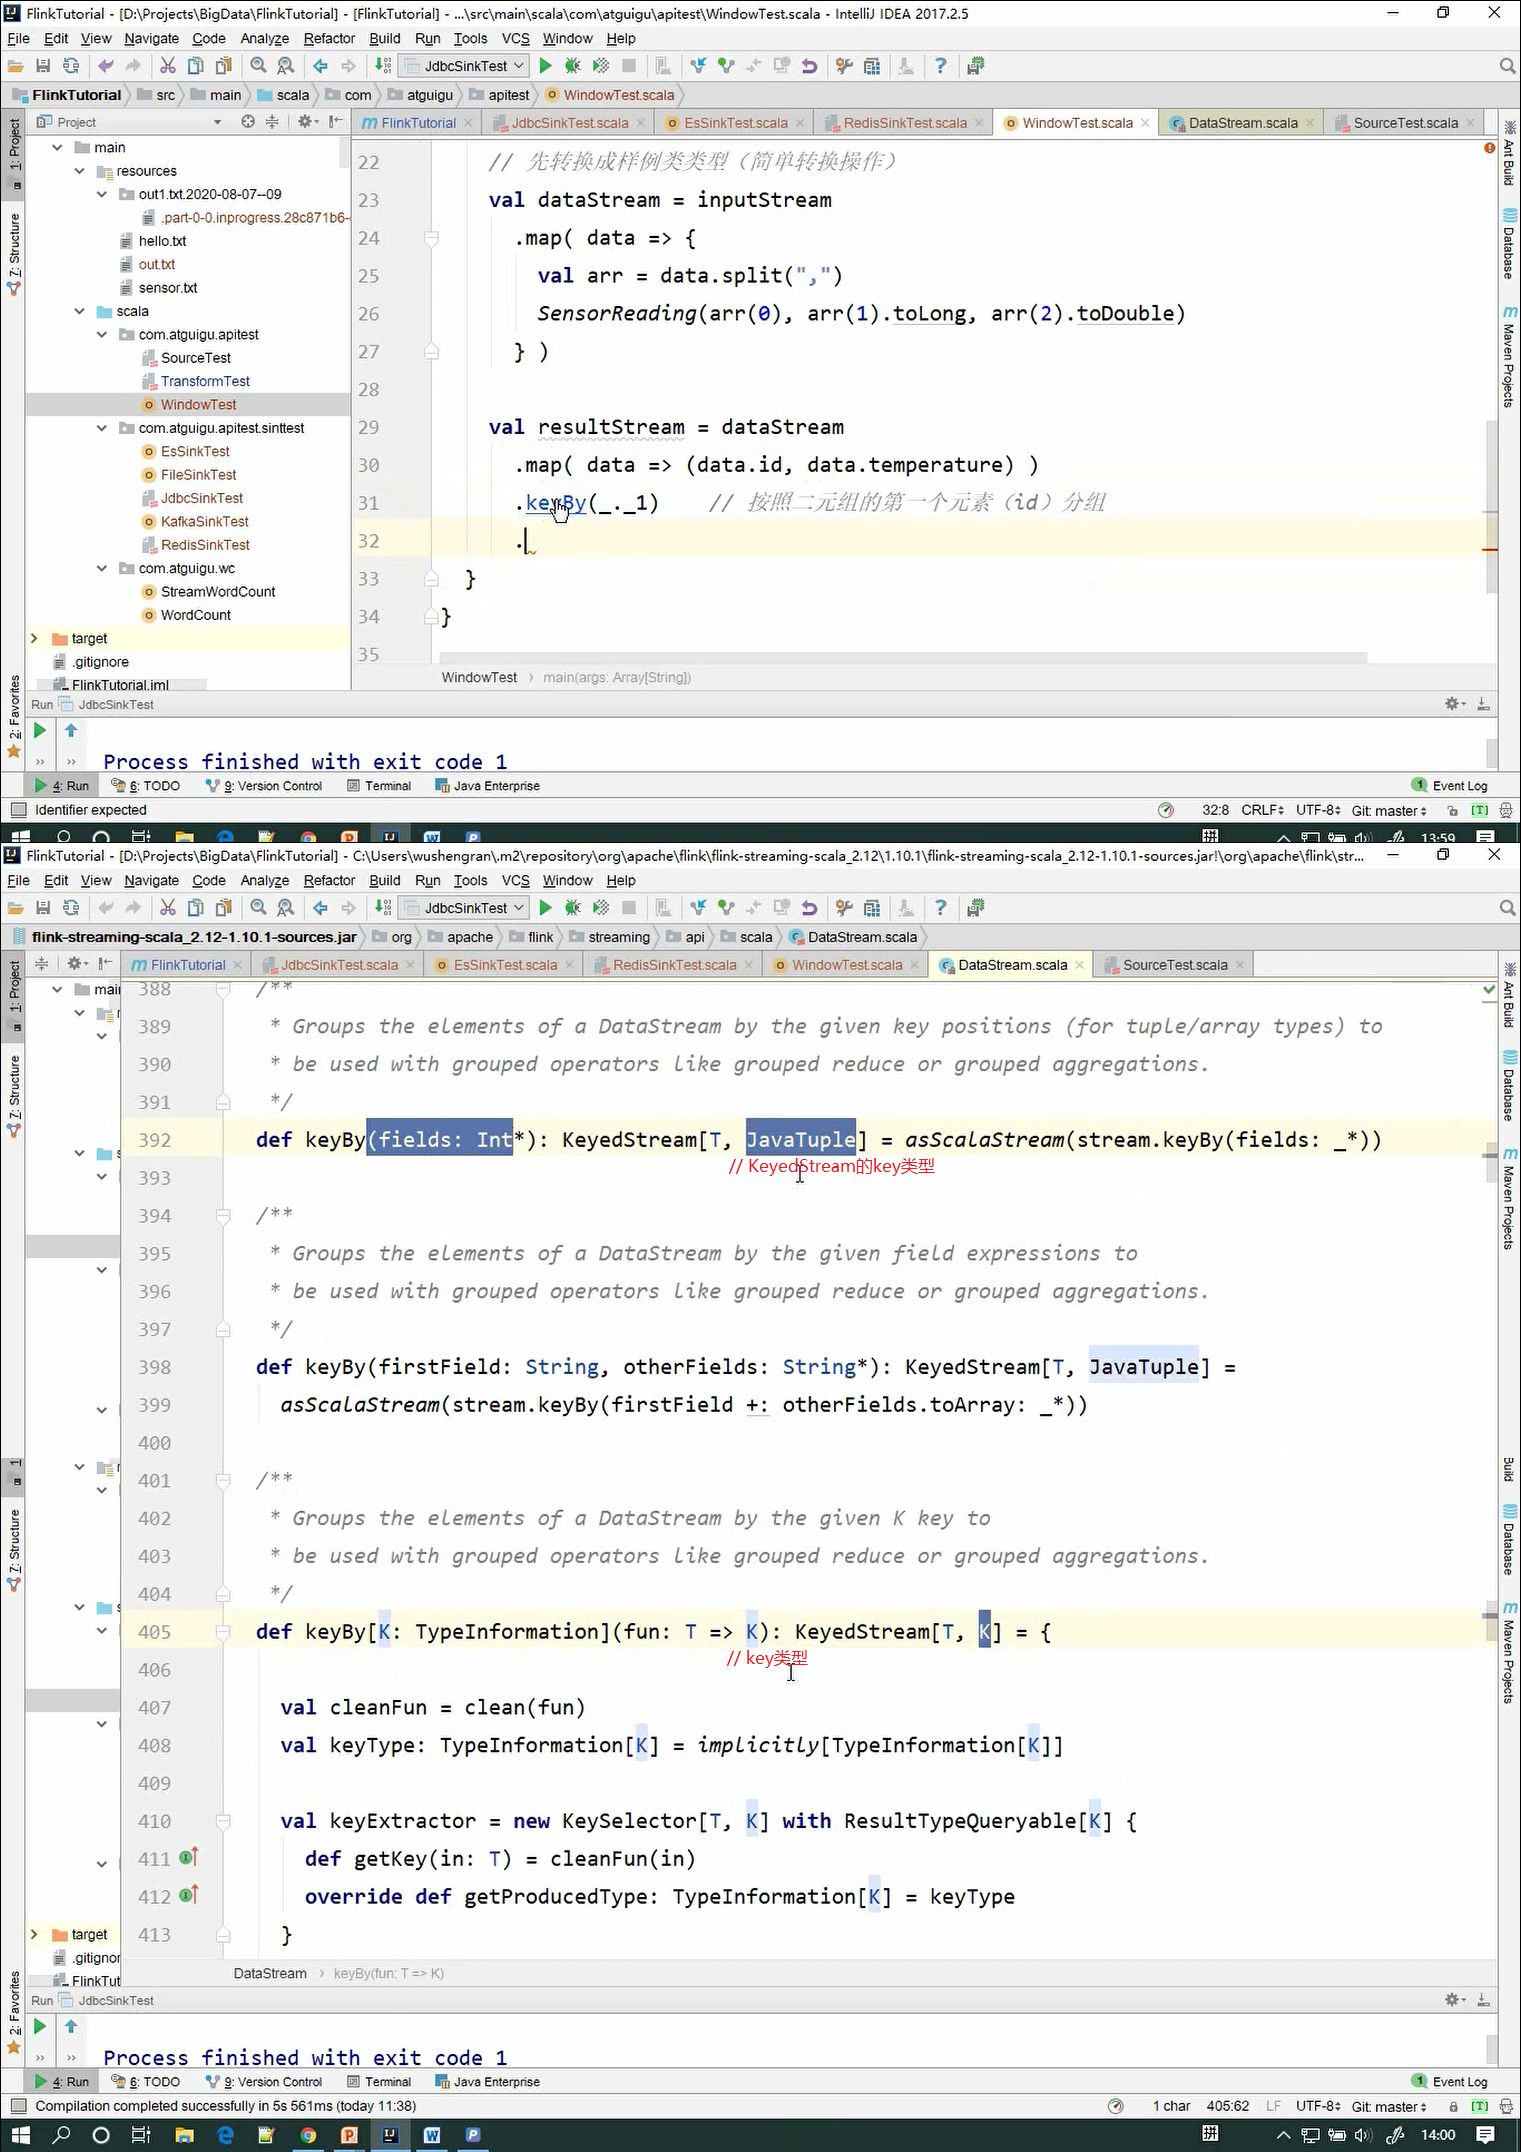 FlinkTutorial - [D:\Projects\BigData\FlinkTutorial] - [FlinkTutorial] - ...\src\main\scala\com\atguigu\apitest\WindowTest.scala - IntelliJ IDEA 2017.2.5
File Edit View Navigate Code Analyze Refactor Build Run Tools VCS Window Help
JdbcSinkTest
FlinkTutorial src main scala com atguigu apitest WindowTest.scala
Project
FlinkTutorial JdbcSinkTest.scala EsSinkTest.scala RedisSinkTest.scala WindowTest.scala DataStream.scala SourceTest.scala
1: Project
7: Structure
2: Favorites
Ant Build
Database
Maven Projects
main
resources
out1.txt.2020-08-07--09
.part-0-0.inprogress.28c871b6-
hello.txt
out.txt
sensor.txt
scala
com.atguigu.apitest
SourceTest
TransformTest
WindowTest
com.atguigu.apitest.sinttest
EsSinkTest
FileSinkTest
JdbcSinkTest
KafkaSinkTest
RedisSinkTest
com.atguigu.wc
StreamWordCount
WordCount
target
.gitignore
FlinkTutorial.iml
22 // 先转换成样例类类型（简单转换操作）
23 val dataStream = inputStream
24 .map( data => {
25 val arr = data.split(",")
26 SensorReading(arr(0), arr(1).toLong, arr(2).toDouble)
27 } )
28
29 val resultStream = dataStream
30 .map( data => (data.id, data.temperature) )
31 .keyBy(_._1) // 按照二元组的第一个元素（id）分组
32 .
33 }
34 }
35
WindowTest main(args: Array[String])
Run JdbcSinkTest
Process finished with exit code 1
4: Run 6: TODO 9: Version Control Terminal Java Enterprise 1 Event Log
Identifier expected 32:8 CRLF UTF-8 Git: master [T]
拼 13:59
FlinkTutorial - [D:\Projects\BigData\FlinkTutorial] - C:\Users\wushengran\.m2\repository\org\apache\flink\flink-streaming-scala_2.12\1.10.1\flink-streaming-scala_2.12-1.10.1-sources.jar!\org\apache\flink\str...
File Edit View Navigate Code Analyze Refactor Build Run Tools VCS Window Help
JdbcSinkTest
flink-streaming-scala_2.12-1.10.1-sources.jar org apache flink streaming api scala DataStream.scala
FlinkTutorial JdbcSinkTest.scala EsSinkTest.scala RedisSinkTest.scala WindowTest.scala DataStream.scala SourceTest.scala
1: Project
7: Structure
Ant Build
Database
Maven Projects
388 /**
389 * Groups the elements of a DataStream by the given key positions (for tuple/array types) to
390 * be used with grouped operators like grouped reduce or grouped aggregations.
391 */
392 def keyBy(fields: Int*): KeyedStream[T, JavaTuple] = asScalaStream(stream.keyBy(fields: _*))
// KeyedStream的key类型
393
394 /**
395 * Groups the elements of a DataStream by the given field expressions to
396 * be used with grouped operators like grouped reduce or grouped aggregations.
397 */
398 def keyBy(firstField: String, otherFields: String*): KeyedStream[T, JavaTuple] =
399 asScalaStream(stream.keyBy(firstField +: otherFields.toArray: _*))
400
401 /**
402 * Groups the elements of a DataStream by the given K key to
403 * be used with grouped operators like grouped reduce or grouped aggregations.
404 */
405 def keyBy[K: TypeInformation](fun: T => K): KeyedStream[T, K] = {
// key类型
406
407 val cleanFun = clean(fun)
408 val keyType: TypeInformation[K] = implicitly[TypeInformation[K]]
409
410 val keyExtractor = new KeySelector[T, K] with ResultTypeQueryable[K] {
411 def getKey(in: T) = cleanFun(in)
412 override def getProducedType: TypeInformation[K] = keyType
413 }
1
7: Structure
2: Favorites
Build
Database
Maven Projects
target
.gitignor
FlinkTut
DataStream keyBy(fun: T => K)
Run JdbcSinkTest
Process finished with exit code 1
4: Run 6: TODO 9: Version Control Terminal Java Enterprise 1 Event Log
Compilation completed successfully in 5s 561ms (today 11:38) 1 char 405:62 LF UTF-8 Git: master [T]
拼 14:00